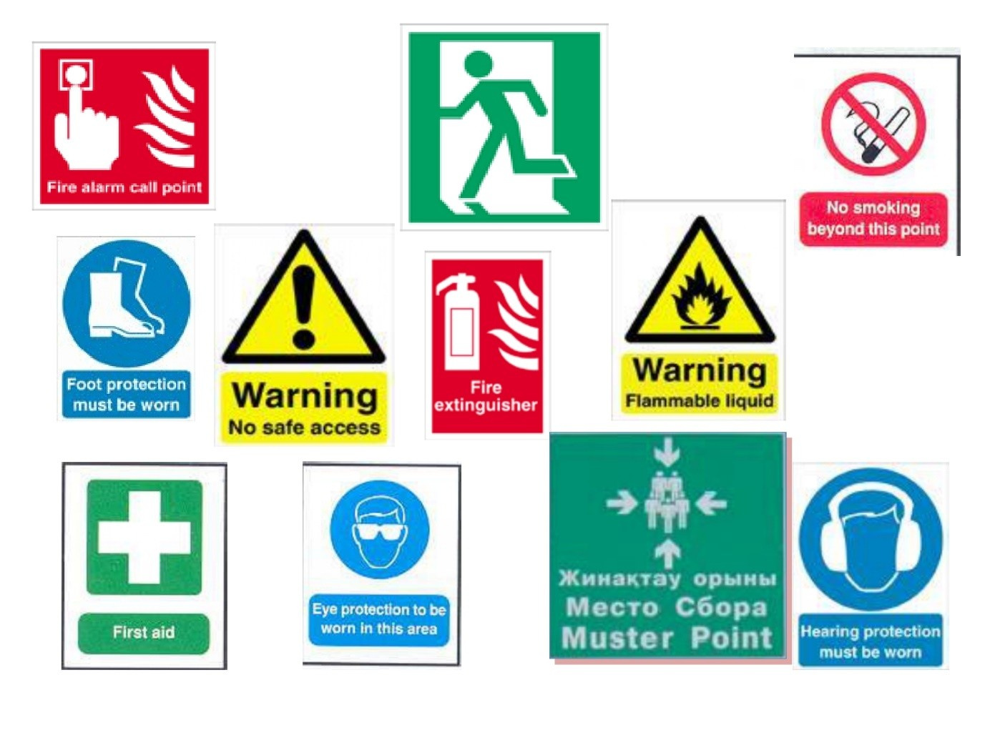 Fire alarm call point
No smoking
beyond this point
Foot protection
must be worn
Warning
No safe access
Fire
extinguisher
Warning
Flammable liquid
First aid
Eye protection to be
worn in this area
Жинақтау орыны
Место Сбора
Muster Point
Hearing protection
must be worn